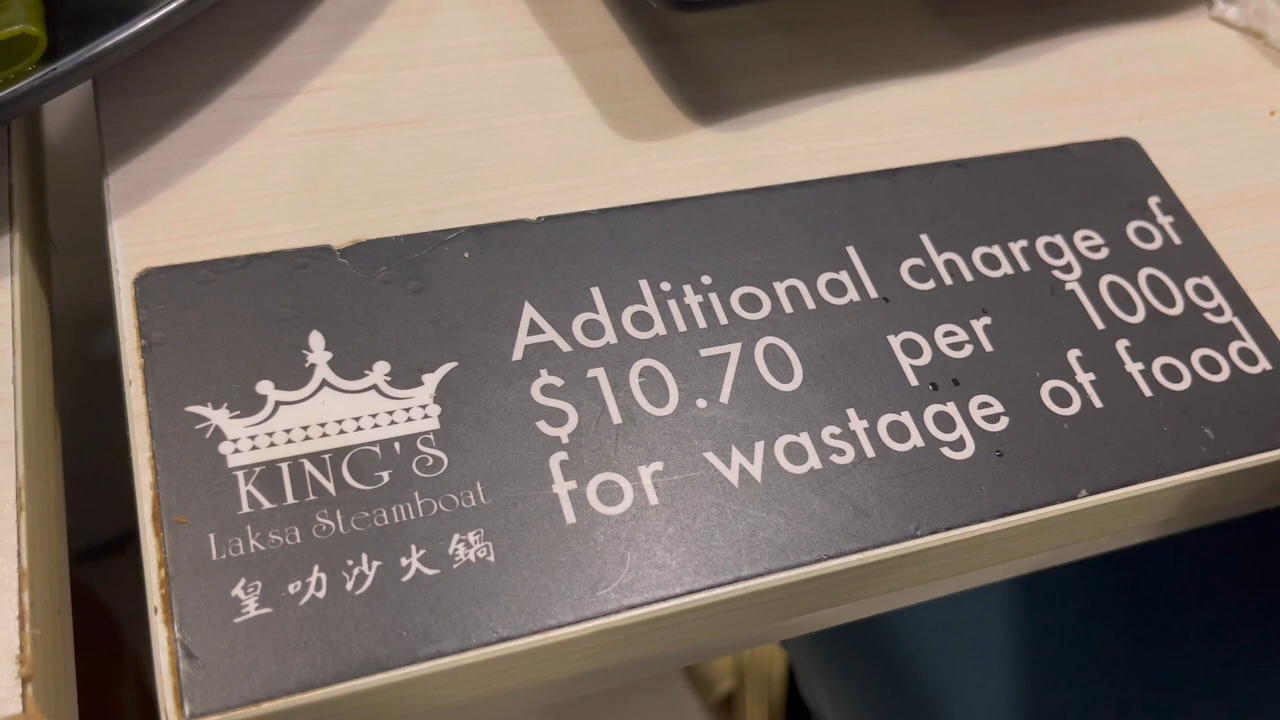 KING'S
Laksa Steamboat
皇叻沙火鍋
Additional charge of
$10.70 per 100g
for wastage of food